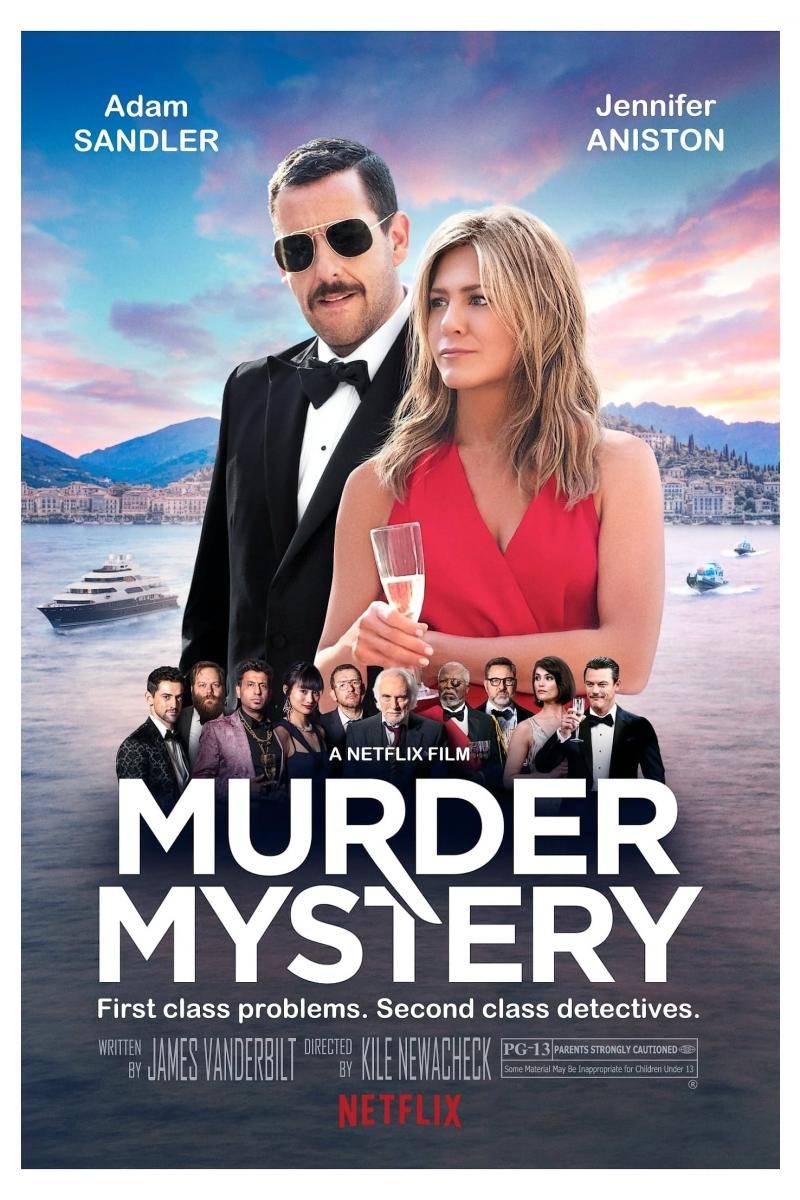 Adam
SANDLER
Jennifer
ANISTON
A NETFLIX FILM
MURDER
MYSTERY
First class problems. Second class detectives.
WRITTEN BY JAMES VANDERBILT DIRECTED BY KILE NEWACHECK
PG-13 PARENTS STRONGLY CAUTIONED
Some Material May Be Inappropriate for Children Under 13
®
NETFLIX